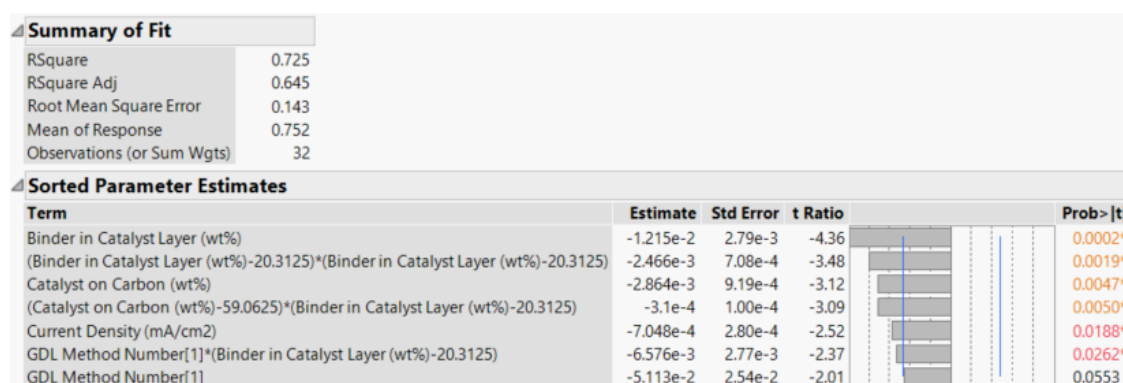 Summary of Fit
RSquare 0.725
RSquare Adj 0.645
Root Mean Square Error 0.143
Mean of Response 0.752
Observations (or Sum Wgts) 32
Sorted Parameter Estimates
Term Estimate Std Error t Ratio Prob>|t
Binder in Catalyst Layer (wt%) -1.215e-2 2.79e-3 -4.36 0.0002*
(Binder in Catalyst Layer (wt%)-20.3125)*(Binder in Catalyst Layer (wt%)-20.3125) -2.466e-3 7.08e-4 -3.48 0.0019*
Catalyst on Carbon (wt%) -2.864e-3 9.19e-4 -3.12 0.0047*
(Catalyst on Carbon (wt%)-59.0625)*(Binder in Catalyst Layer (wt%)-20.3125) -3.1e-4 1.00e-4 -3.09 0.0050*
Current Density (mA/cm2) -7.048e-4 2.80e-4 -2.52 0.0188*
GDL Method Number[1]*(Binder in Catalyst Layer (wt%)-20.3125) -6.576e-3 2.77e-3 -2.37 0.0262*
GDL Method Number[1] -5.113e-2 2.54e-2 -2.01 0.0553